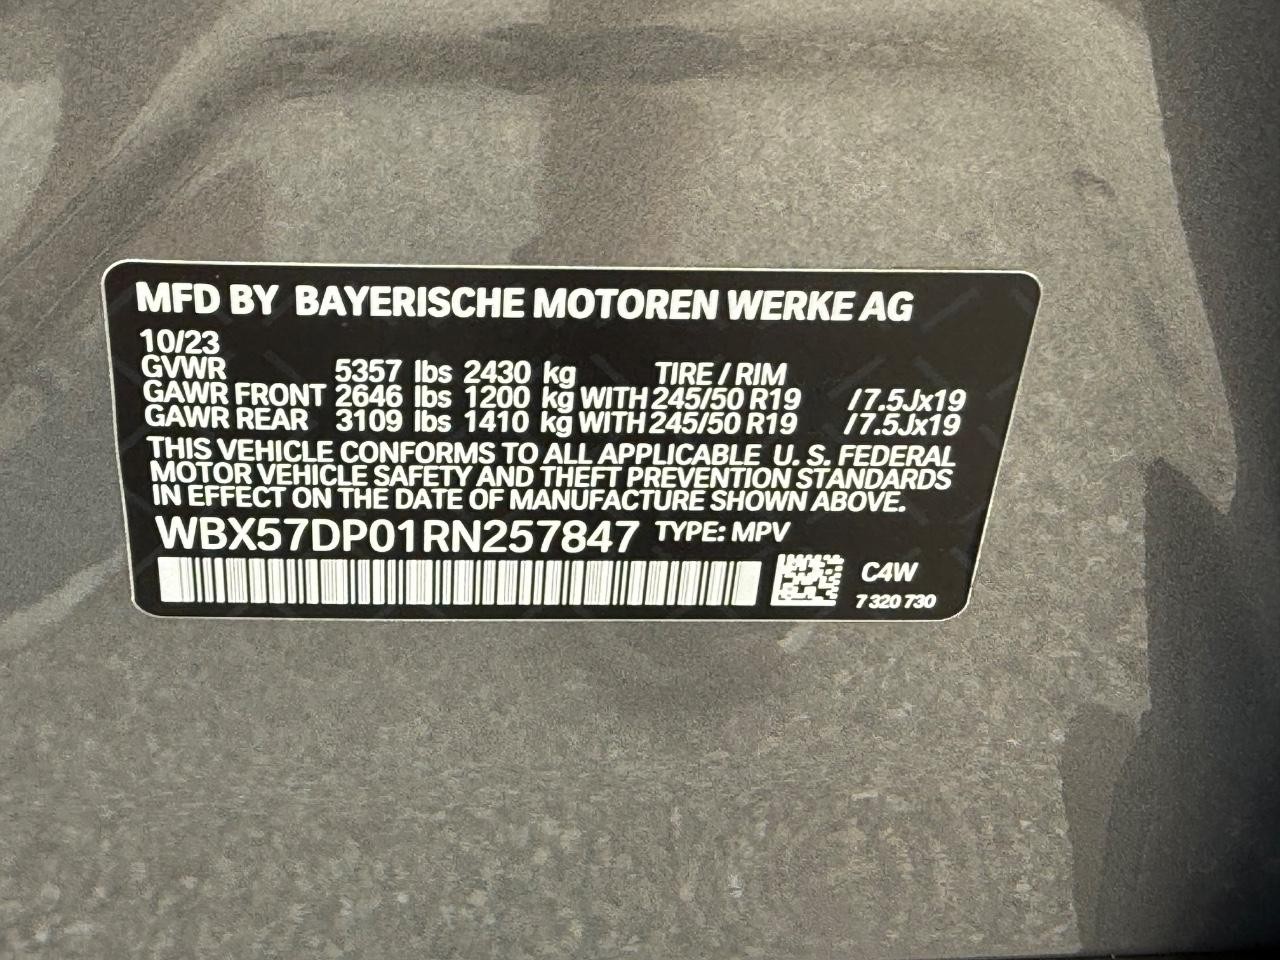 MFD BY BAYERISCHE MOTOREN WERKE AG
10/23
GVWR 5357 lbs 2430 kg TIRE / RIM
GAWR FRONT 2646 lbs 1200 kg WITH 245/50 R19 / 7.5Jx19
GAWR REAR 3109 lbs 1410 kg WITH 245/50 R19 / 7.5Jx19
THIS VEHICLE CONFORMS TO ALL APPLICABLE U. S. FEDERAL
MOTOR VEHICLE SAFETY AND THEFT PREVENTION STANDARDS
IN EFFECT ON THE DATE OF MANUFACTURE SHOWN ABOVE.
WBX57DP01RN257847 TYPE: MPV
C4W
7 320 730